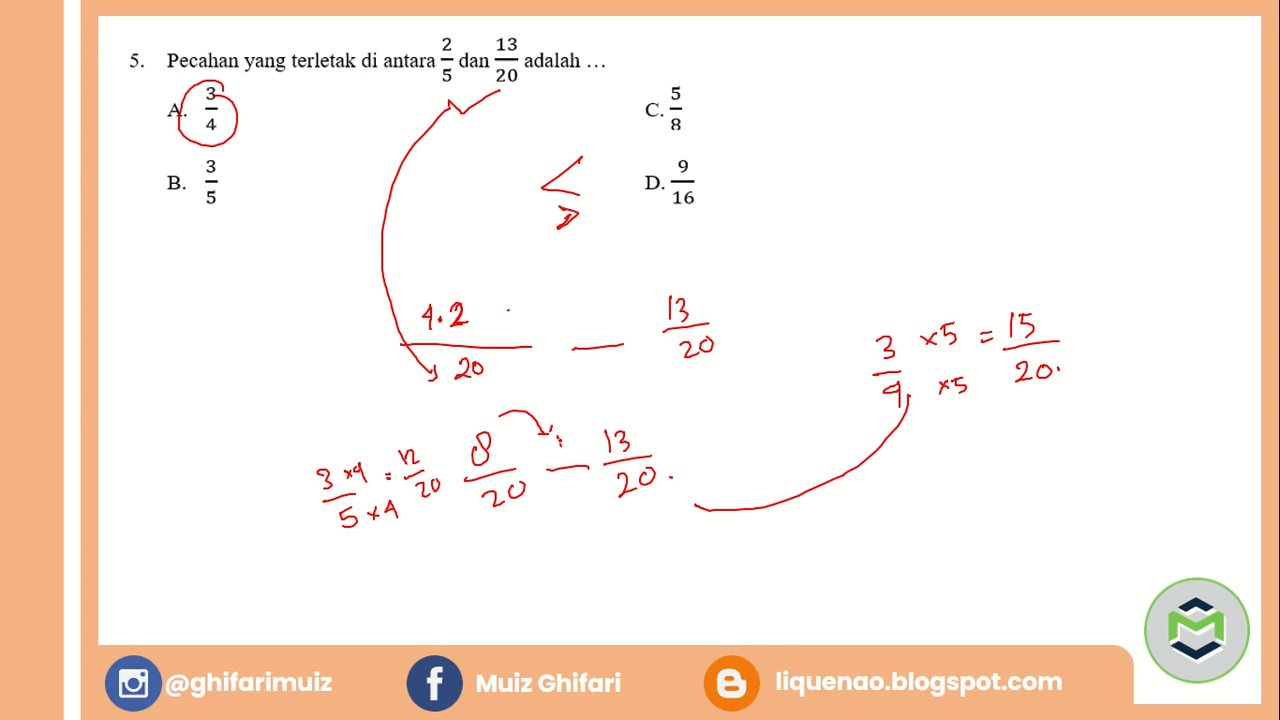 5. Pecahan yang terletak di antara 2/5 dan 13/20 adalah …
A. 3/4
C. 5/8
B. 3/5
D. 9/16
<
>
4.2/20 — 13/20
3/4 ×5 ×5 = 15/20.
3×4/5×4 = 12/20
8/20 — 13/20.
@ghifarimuiz
Muiz Ghifari
liquenao.blogspot.com